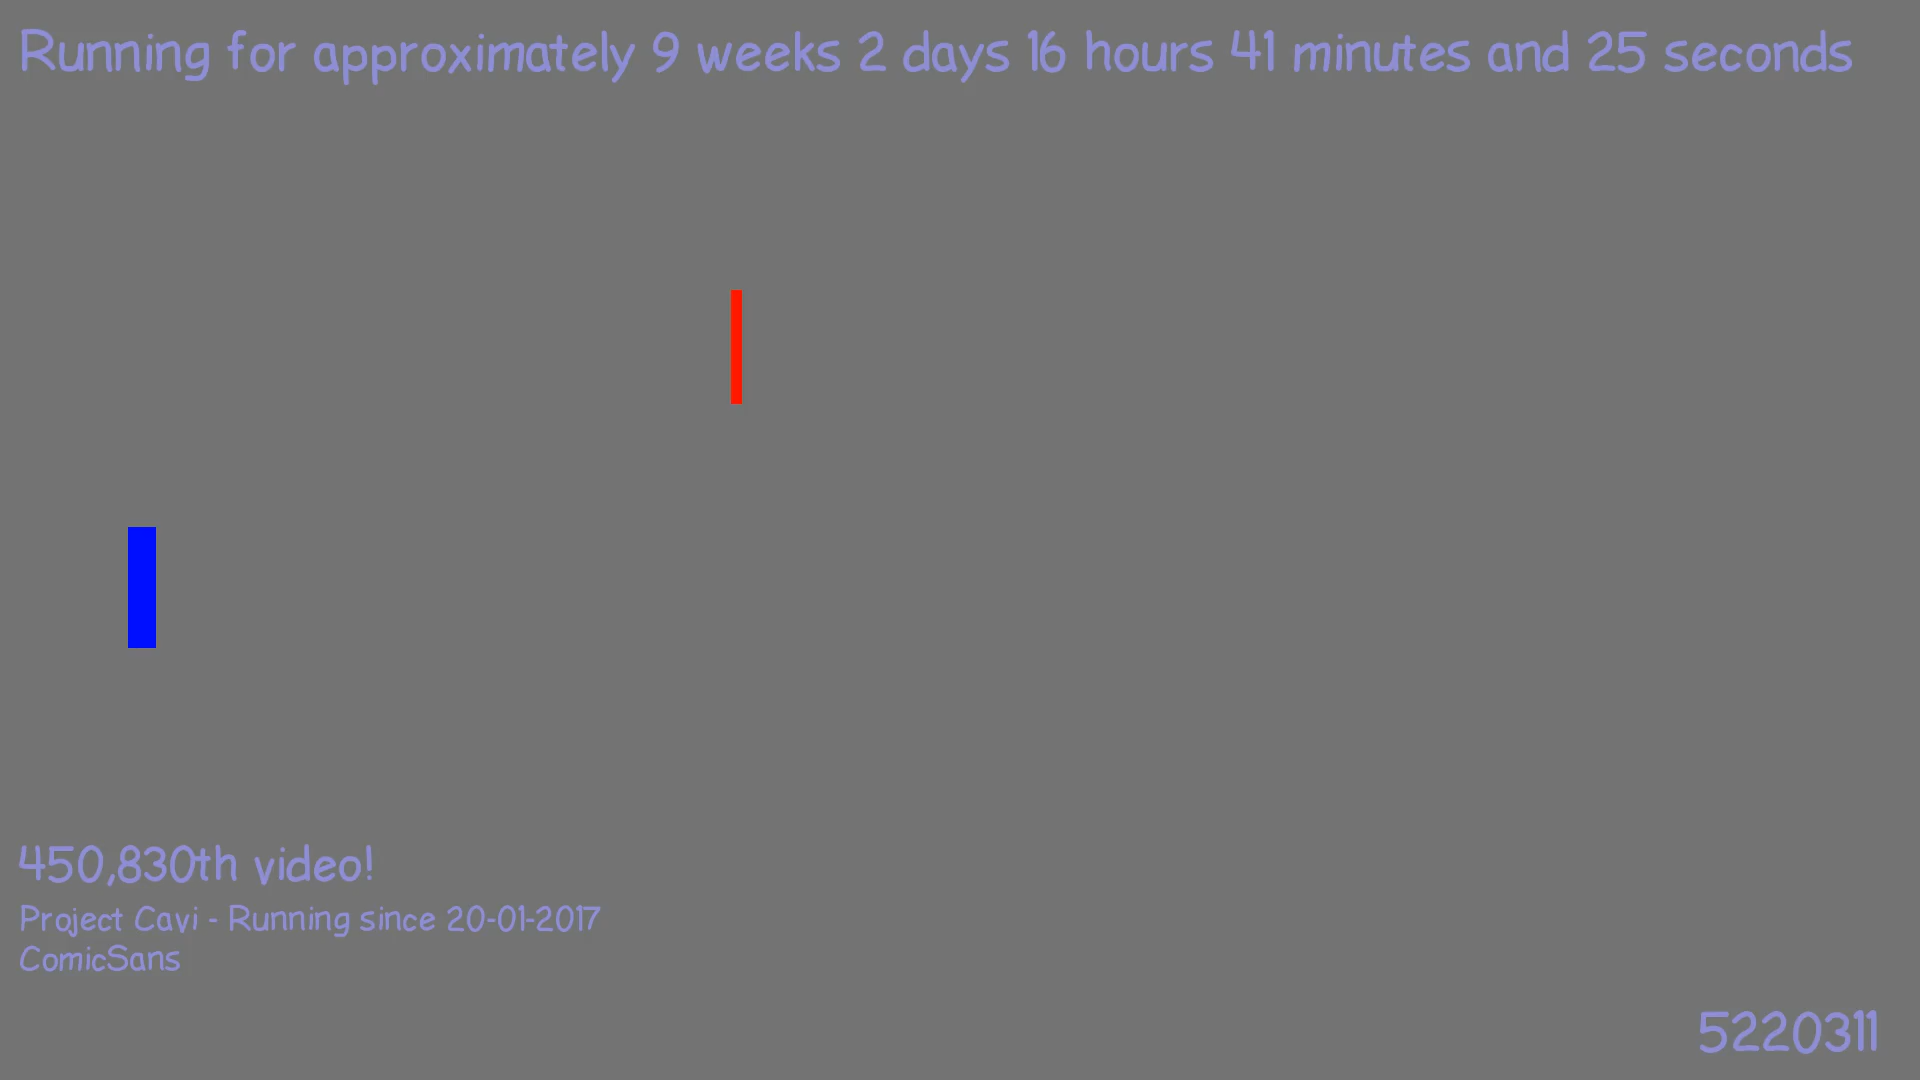 Running for approximately 9 weeks 2 days 16 hours 41 minutes and 25 seconds
450,830th video!
Project Cavi - Running since 20-01-2017
ComicSans
5220311